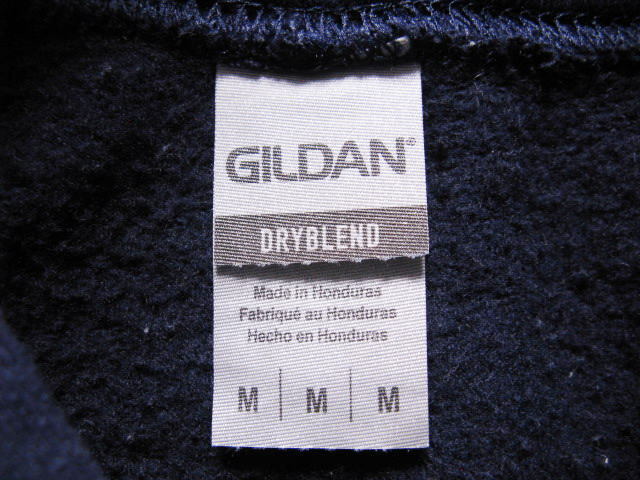 GILDAN®
DRYBLEND
Made in Honduras
Fabriqué au Honduras
Hecho en Honduras
M | M | M